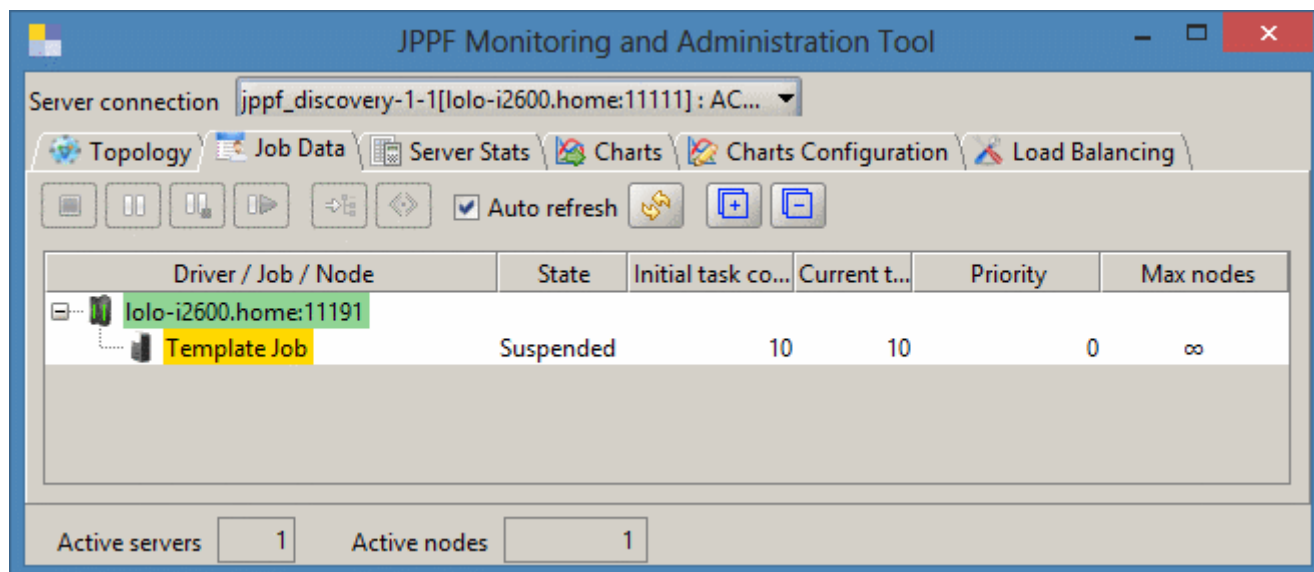 JPPF Monitoring and Administration Tool
Server connection jppf_discovery-1-1[lolo-i2600.home:11111] : AC...
Topology Job Data Server Stats Charts Charts Configuration Load Balancing
Auto refresh
Driver / Job / Node State Initial task co... Current t... Priority Max nodes
lolo-i2600.home:11191
Template Job Suspended 10 10 0 ∞
Active servers 1 Active nodes 1